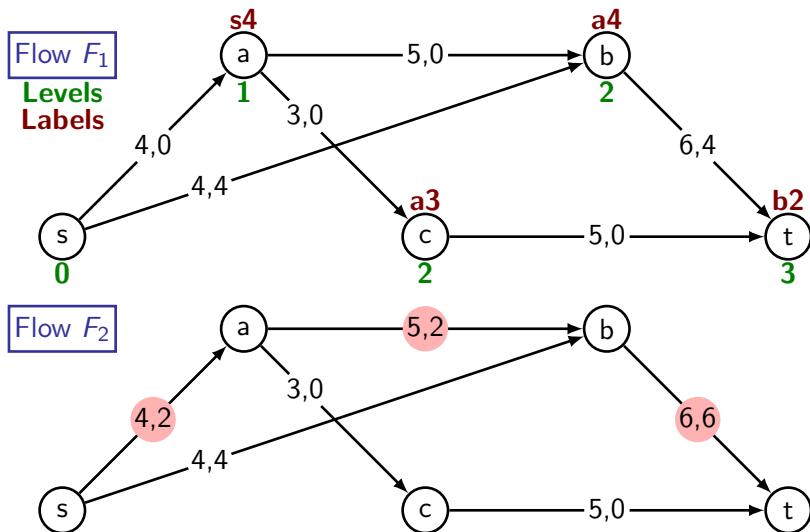 s4
a4
Flow F₁
a
5,0
b
Levels
1
2
Labels
3,0
4,0
6,4
4,4
a3
b2
s
c
5,0
t
0
2
3
Flow F₂
a
5,2
b
3,0
4,2
6,6
4,4
s
c
5,0
t